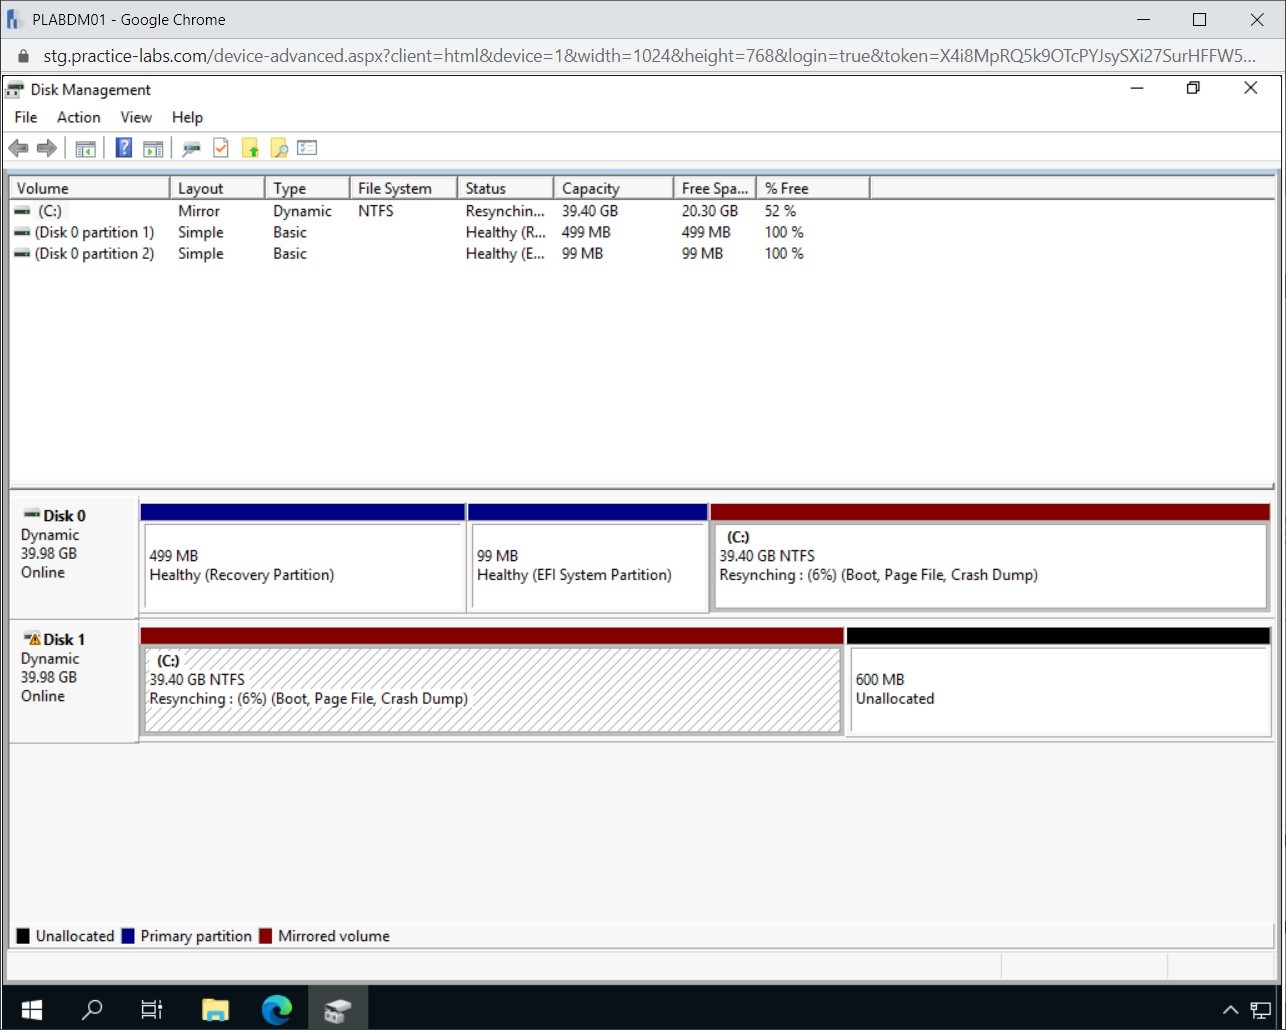 PLABDM01 - Google Chrome
stg.practice-labs.com/device-advanced.aspx?client=html&device=1&width=1024&height=768&login=true&token=X4i8MpRQ5k9OTcPYJsySXi27SurHFFW5...
Disk Management
File Action View Help
Volume Layout Type File System Status Capacity Free Spa... % Free
(C:) Mirror Dynamic NTFS Resynchin... 39.40 GB 20.30 GB 52 %
(Disk 0 partition 1) Simple Basic Healthy (R... 499 MB 499 MB 100 %
(Disk 0 partition 2) Simple Basic Healthy (E... 99 MB 99 MB 100 %
Disk 0
Dynamic
39.98 GB
Online
499 MB
Healthy (Recovery Partition)
99 MB
Healthy (EFI System Partition)
(C:)
39.40 GB NTFS
Resynching : (6%) (Boot, Page File, Crash Dump)
Disk 1
Dynamic
39.98 GB
Online
(C:)
39.40 GB NTFS
Resynching : (6%) (Boot, Page File, Crash Dump)
600 MB
Unallocated
Unallocated Primary partition Mirrored volume